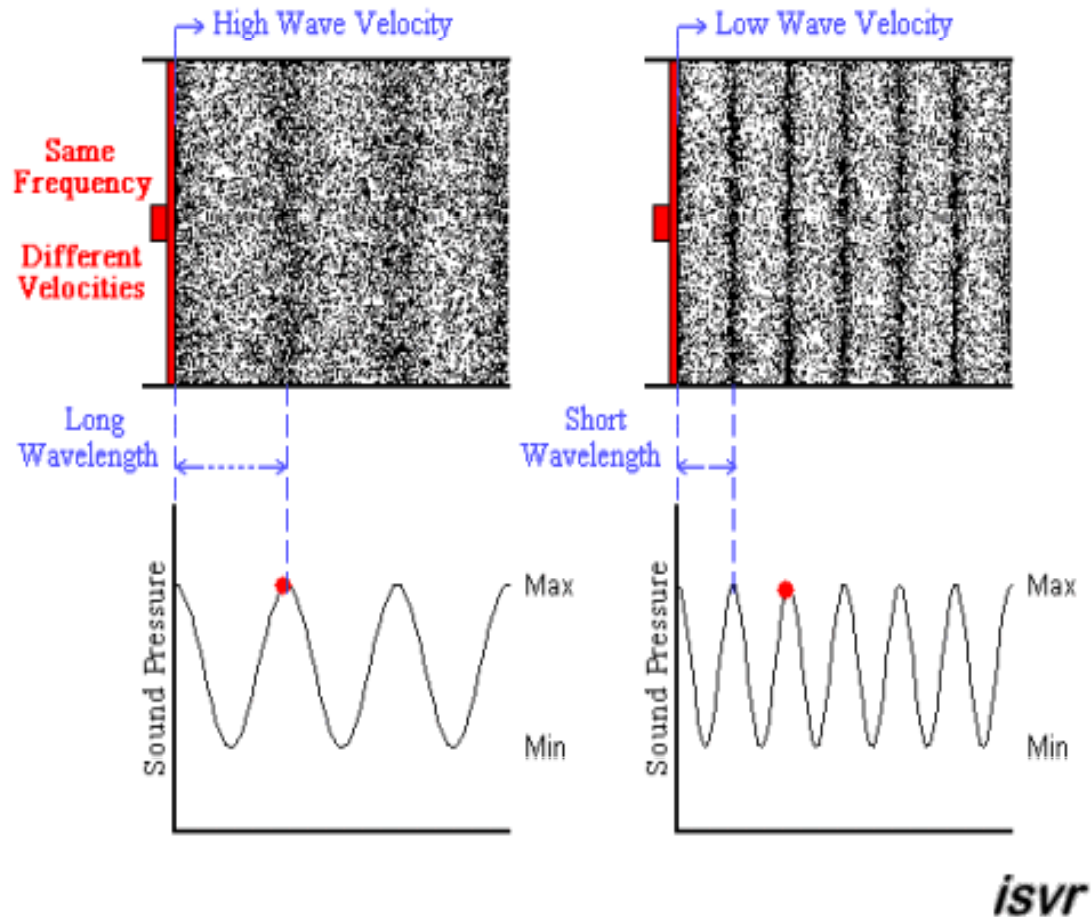 High Wave Velocity
Low Wave Velocity
Same
Frequency
Different
Velocities
Long
Wavelength
Short
Wavelength
Sound Pressure
Max
Min
Sound Pressure
Max
Min
isvr